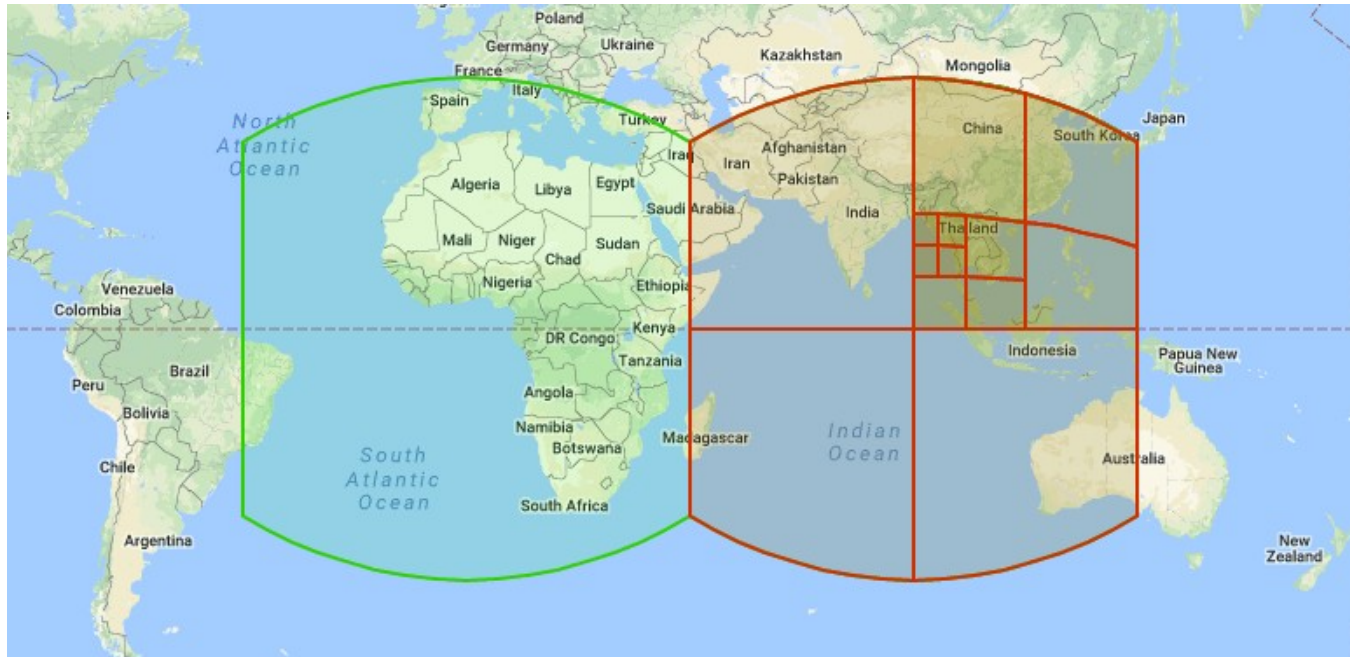 Poland
Germany
Ukraine
Kazakhstan
Mongolia
France
Italy
Spain
Turkey
North
Atlantic
Ocean
China
Japan
South Korea
Iraq
Iran
Afghanistan
Pakistan
Algeria
Libya
Egypt
Saudi Arabia
India
Mali
Niger
Sudan
Chad
Thailand
Nigeria
Ethiopia
Venezuela
Colombia
DR Congo
Kenya
Tanzania
Indonesia
Papua New
Guinea
Brazil
Peru
Bolivia
Angola
Namibia
Botswana
Madagascar
Indian
Ocean
Australia
Chile
South
Atlantic
Ocean
South Africa
Argentina
New
Zealand